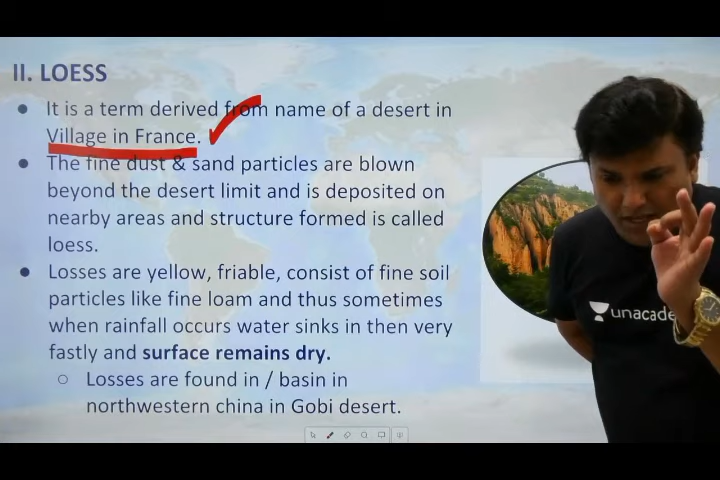 II. LOESS
● It is a term derived from name of a desert in
Village in France.
● The fine dust & sand particles are blown
beyond the desert limit and is deposited on
nearby areas and structure formed is called
loess.
● Losses are yellow, friable, consist of fine soil
particles like fine loam and thus sometimes
when rainfall occurs water sinks in then very
fastly and surface remains dry.
○ Losses are found in / basin in
northwestern china in Gobi desert.
unacade